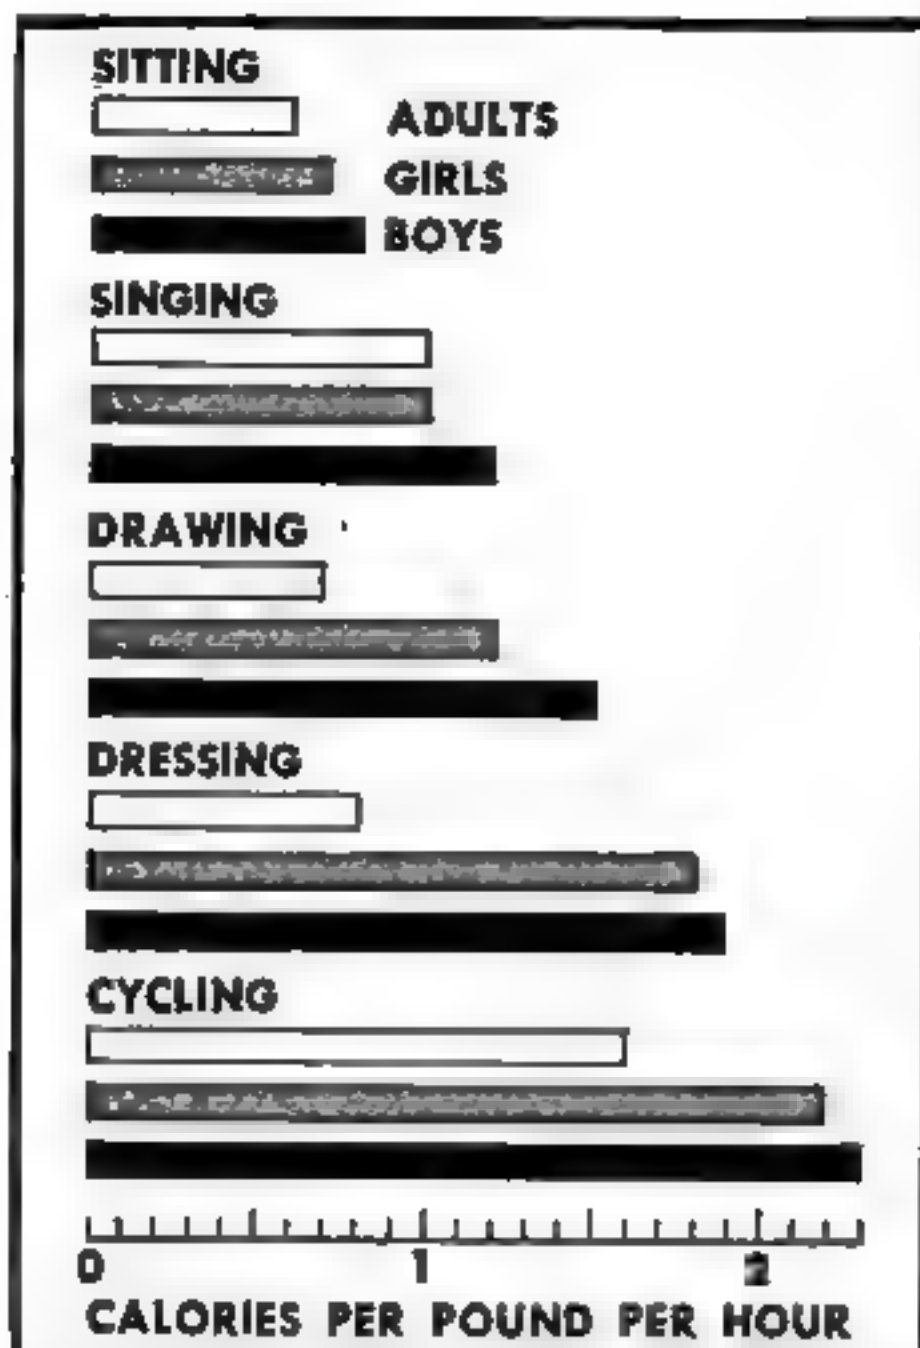 SITTING
ADULTS
GIRLS
BOYS
SINGING
DRAWING
DRESSING
CYCLING
0 1 2
CALORIES PER POUND PER HOUR